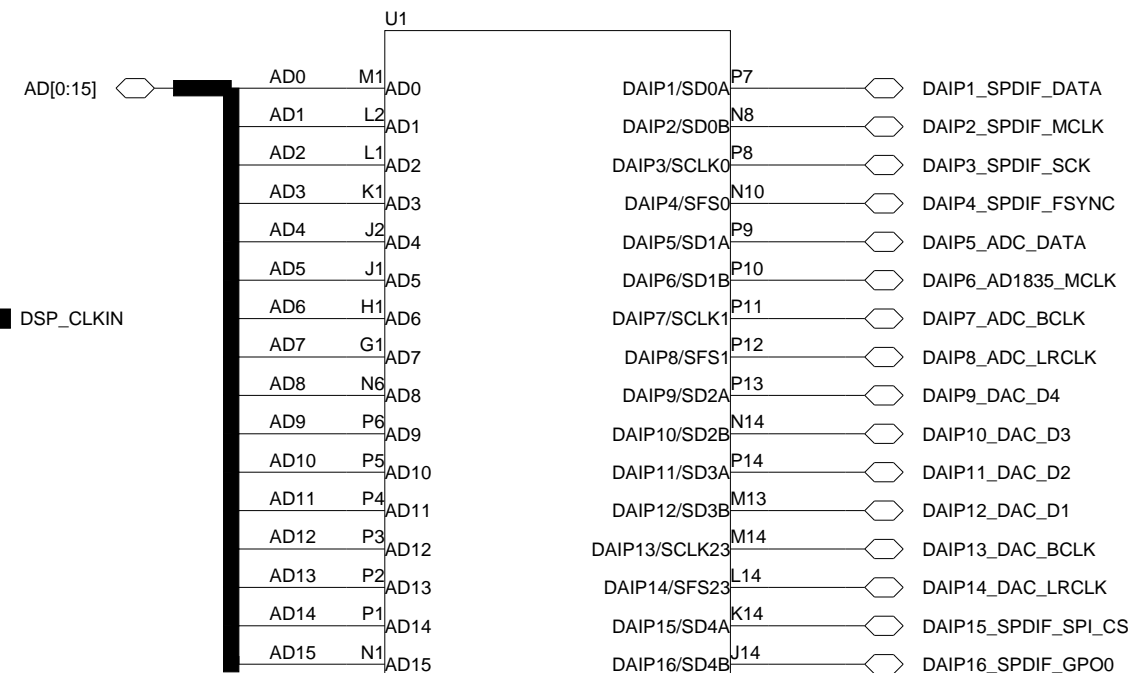 U1
AD[0:15] AD0 M1 AD0 DAIP1/SD0A P7 DAIP1_SPDIF_DATA
AD1 L2 AD1 DAIP2/SD0B N8 DAIP2_SPDIF_MCLK
AD2 L1 AD2 DAIP3/SCLK0 P8 DAIP3_SPDIF_SCK
AD3 K1 AD3 DAIP4/SFS0 N10 DAIP4_SPDIF_FSYNC
AD4 J2 AD4 DAIP5/SD1A P9 DAIP5_ADC_DATA
AD5 J1 AD5 DAIP6/SD1B P10 DAIP6_AD1835_MCLK
DSP_CLKIN AD6 H1 AD6 DAIP7/SCLK1 P11 DAIP7_ADC_BCLK
AD7 G1 AD7 DAIP8/SFS1 P12 DAIP8_ADC_LRCLK
AD8 N6 AD8 DAIP9/SD2A P13 DAIP9_DAC_D4
AD9 P6 AD9 DAIP10/SD2B N14 DAIP10_DAC_D3
AD10 P5 AD10 DAIP11/SD3A P14 DAIP11_DAC_D2
AD11 P4 AD11 DAIP12/SD3B M13 DAIP12_DAC_D1
AD12 P3 AD12 DAIP13/SCLK23 M14 DAIP13_DAC_BCLK
AD13 P2 AD13 DAIP14/SFS23 L14 DAIP14_DAC_LRCLK
AD14 P1 AD14 DAIP15/SD4A K14 DAIP15_SPDIF_SPI_CS
AD15 N1 AD15 DAIP16/SD4B J14 DAIP16_SPDIF_GPO0